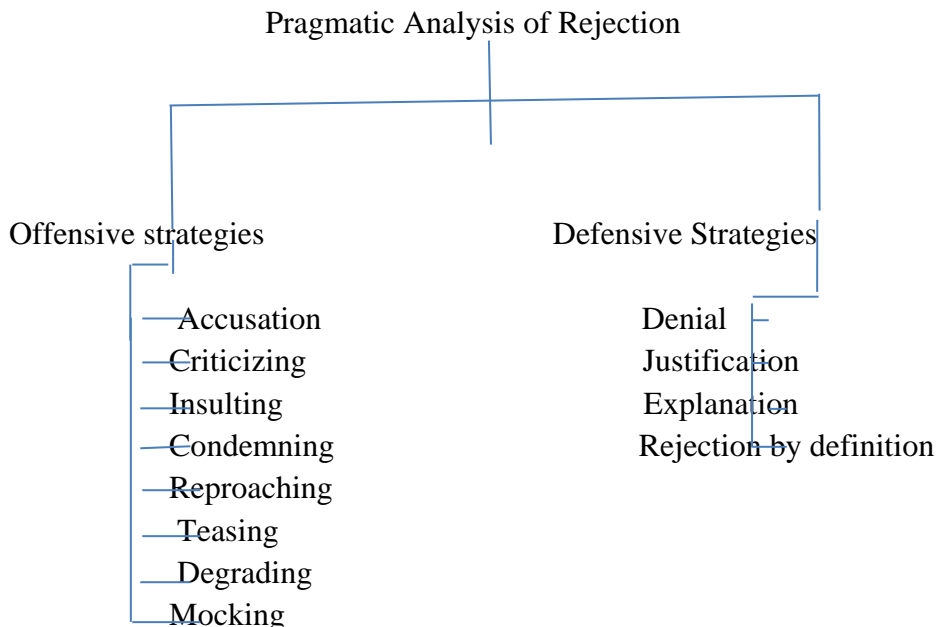 Pragmatic Analysis of Rejection
Offensive strategies
Defensive Strategies
Accusation
Criticizing
Insulting
Condemning
Reproaching
Teasing
Degrading
Mocking
Denial
Justification
Explanation
Rejection by definition